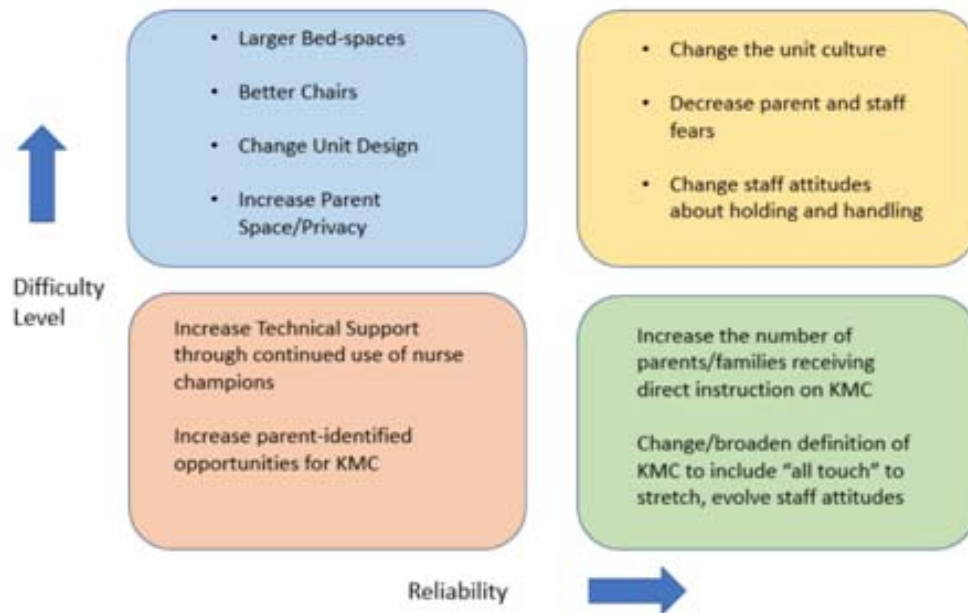 • Larger Bed-spaces
• Better Chairs
• Change Unit Design
• Increase Parent
Space/Privacy
• Change the unit culture
• Decrease parent and staff
fears
• Change staff attitudes
about holding and handling
Difficulty
Level
Increase Technical Support
through continued use of nurse
champions
Increase parent-identified
opportunities for KMC
Increase the number of
parents/families receiving
direct instruction on KMC
Change/broaden definition of
KMC to include “all touch” to
stretch, evolve staff attitudes
Reliability